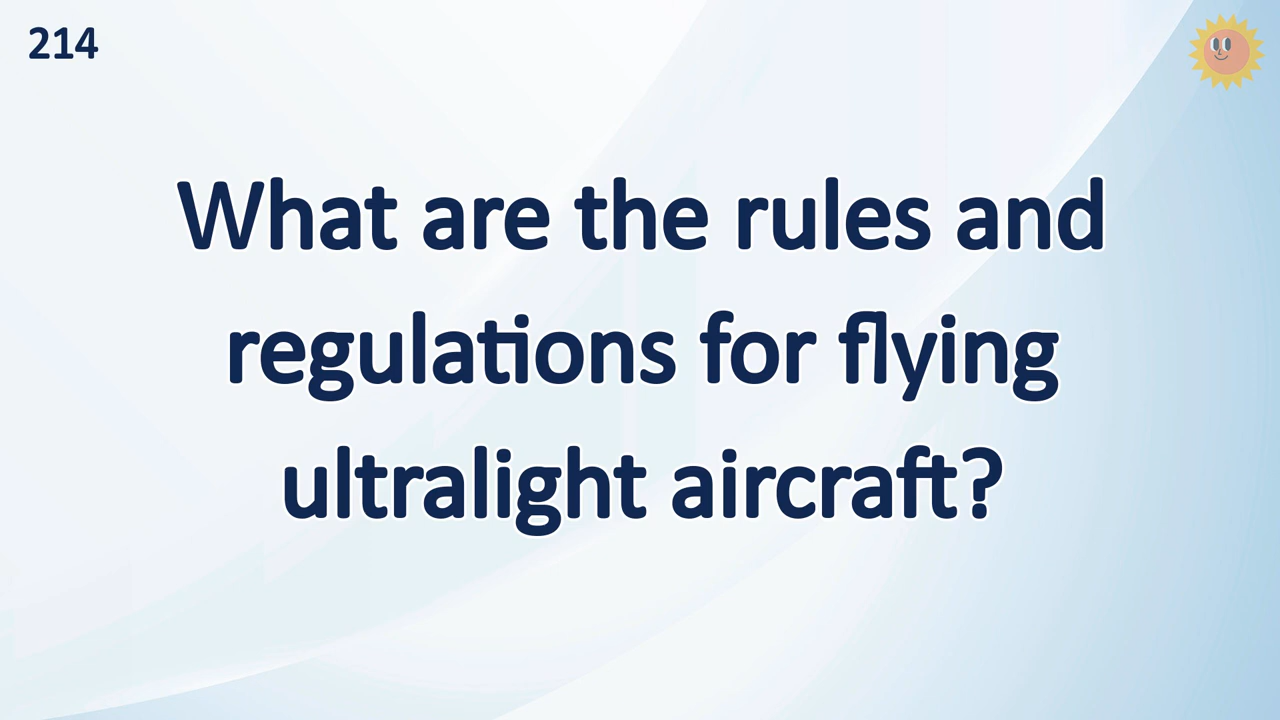 214
What are the rules and
regulations for flying
ultralight aircraft?